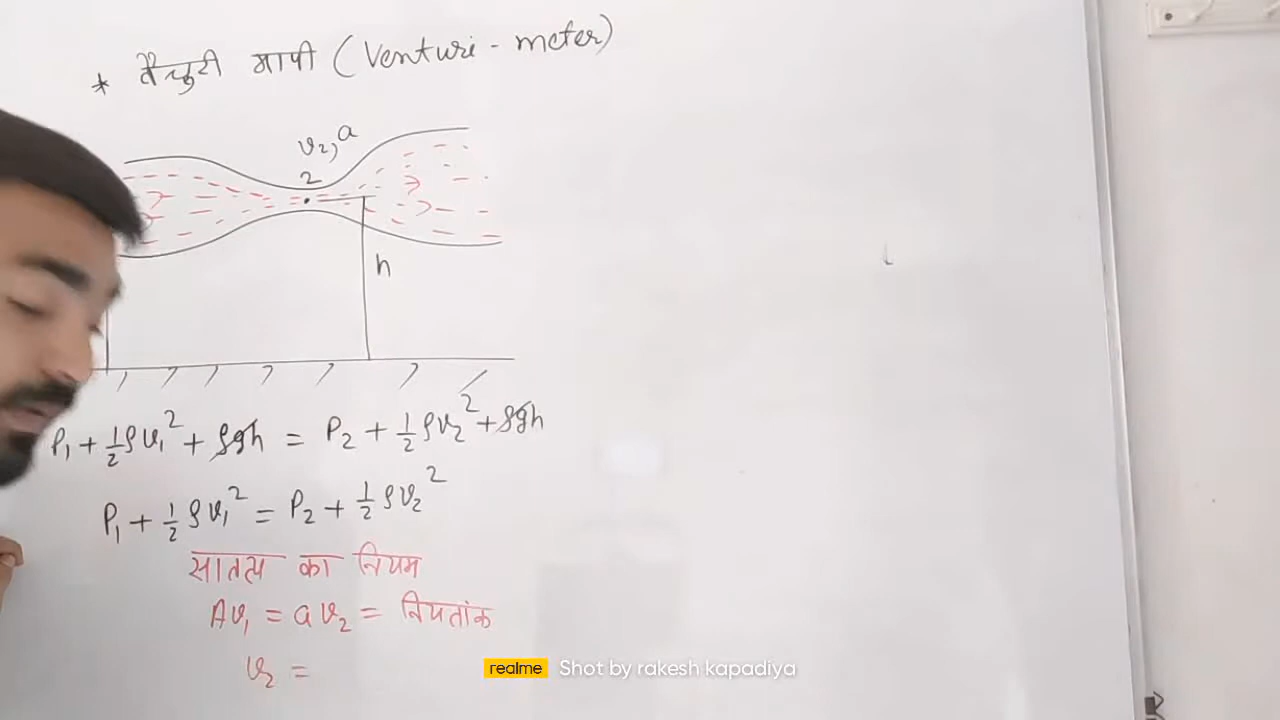 * वैन्चुरी मापी (Venturi - meter)
v₂, a
2
h
P₁ + ½ρv₁² + ρgh = P₂ + ½ρv₂² + ρgh
P₁ + ½ρv₁² = P₂ + ½ρv₂²
सातत्य का नियम
Av₁ = av₂ = नियतांक
v₂ =
realme Shot by rakesh kapadiya